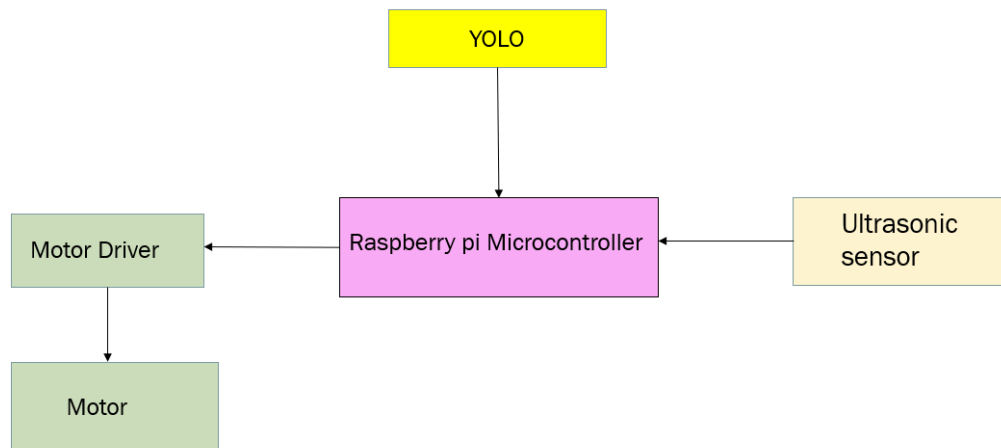 YOLO
Motor Driver
Raspberry pi Microcontroller
Ultrasonic
sensor
Motor